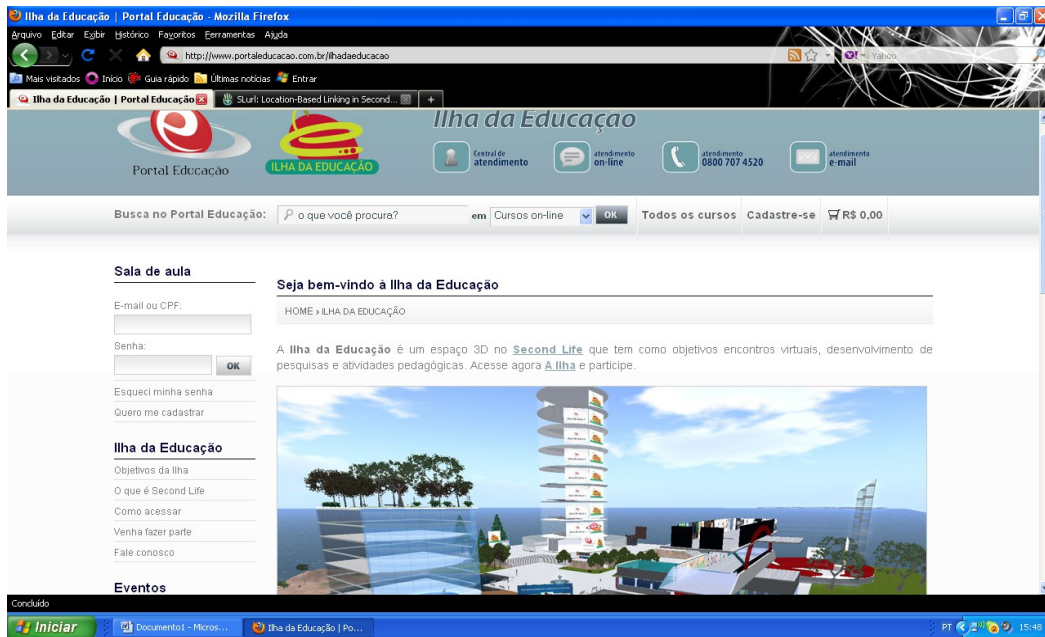 Ilha da Educação | Portal Educação - Mozilla Firefox
Arquivo Editar Exibir Histórico Favoritos Ferramentas Ajuda
http://www.portaleducacao.com.br/ilhadaeducacao
Yahoo
Mais visitados Início Guia rápido Últimas notícias Entrar
Ilha da Educação | Portal Educação SLurl: Location-Based Linking in Second...
Ilha da Educação
Portal Educação
ILHA DA EDUCAÇÃO
Central de atendimento
atendimento on-line
atendimento 0800 707 4520
atendimento e-mail
Busca no Portal Educação: o que você procura? em Cursos on-line OK Todos os cursos Cadastre-se R$ 0,00
Sala de aula
E-mail ou CPF:
Senha:
OK
Esqueci minha senha
Quero me cadastrar
Ilha da Educação
Objetivos da Ilha
O que é Second Life
Como acessar
Venha fazer parte
Fale conosco
Eventos
Seja bem-vindo à Ilha da Educação
HOME » ILHA DA EDUCAÇÃO
A Ilha da Educação é um espaço 3D no Second Life que tem como objetivos encontros virtuais, desenvolvimento de
pesquisas e atividades pedagógicas. Acesse agora A Ilha e participe.
Concluído
Iniciar Documento1 - Micros... Ilha da Educação | Po... PT 15:48